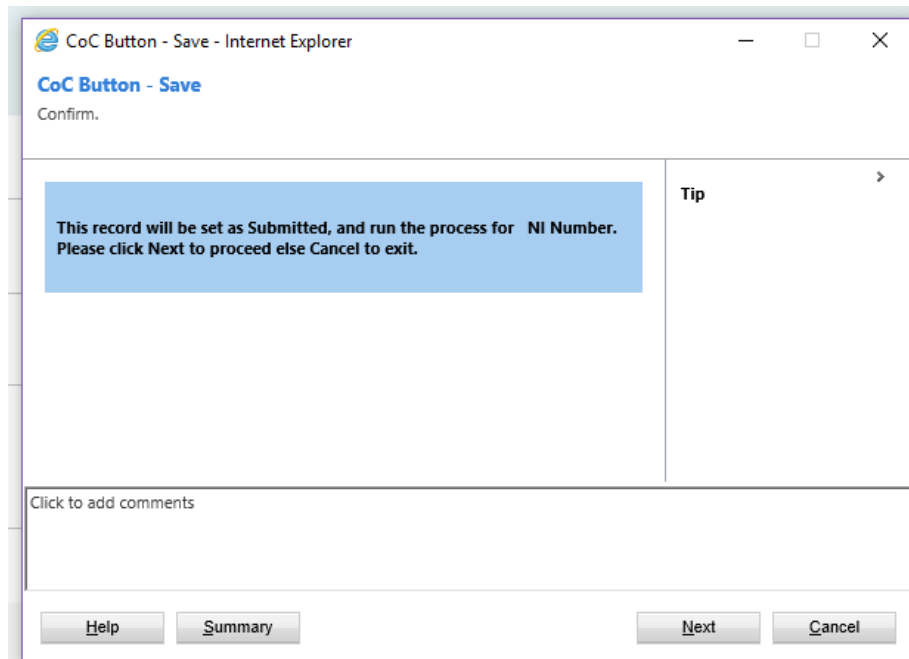 CoC Button - Save - Internet Explorer
CoC Button - Save
Confirm.
This record will be set as Submitted, and run the process for   NI Number.
Please click Next to proceed else Cancel to exit.
Tip
Click to add comments
Help
Summary
Next
Cancel